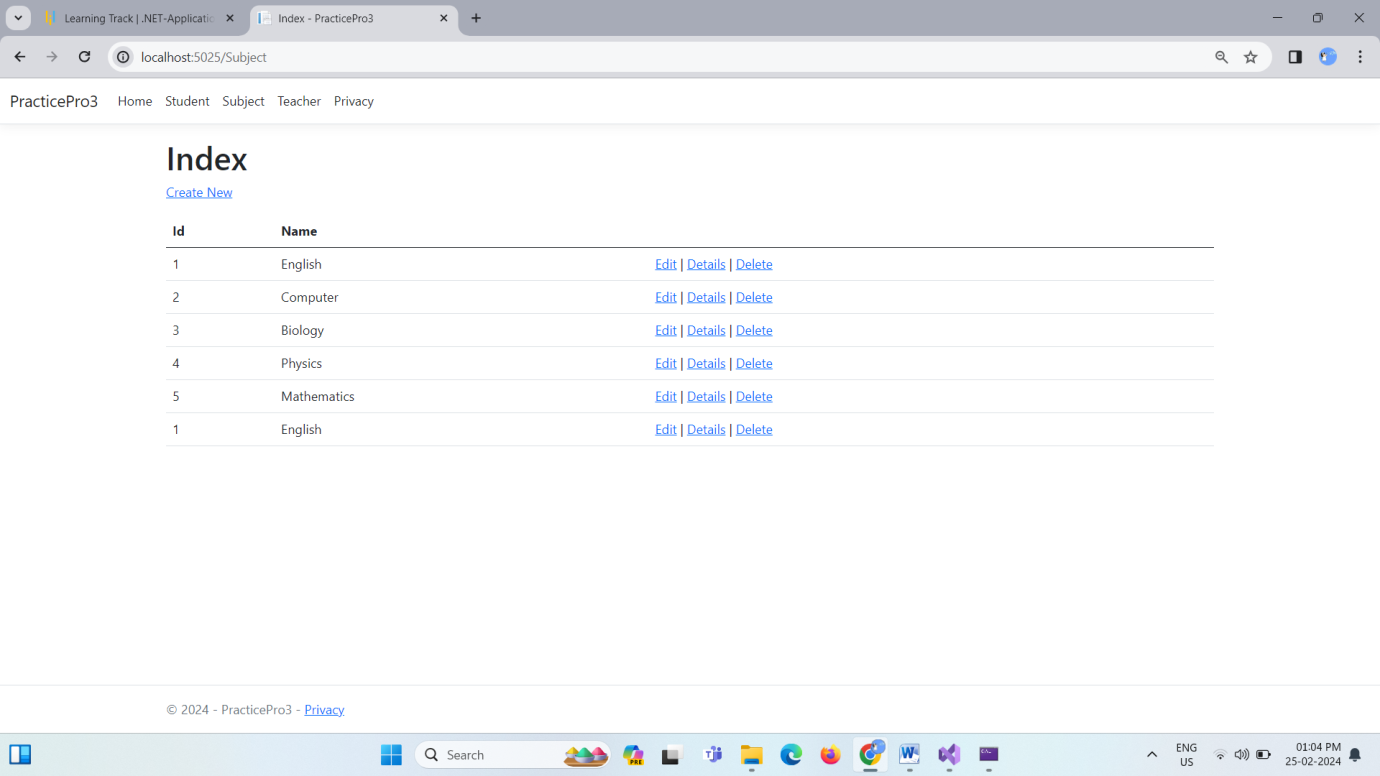 Learning Track | .NET-Applicatio
Index - PracticePro3
localhost:5025/Subject
PracticePro3 Home Student Subject Teacher Privacy
Index
Create New
Id Name
1 English Edit | Details | Delete
2 Computer Edit | Details | Delete
3 Biology Edit | Details | Delete
4 Physics Edit | Details | Delete
5 Mathematics Edit | Details | Delete
1 English Edit | Details | Delete
© 2024 - PracticePro3 - Privacy
Search
PRE
ENG
US
01:04 PM
25-02-2024